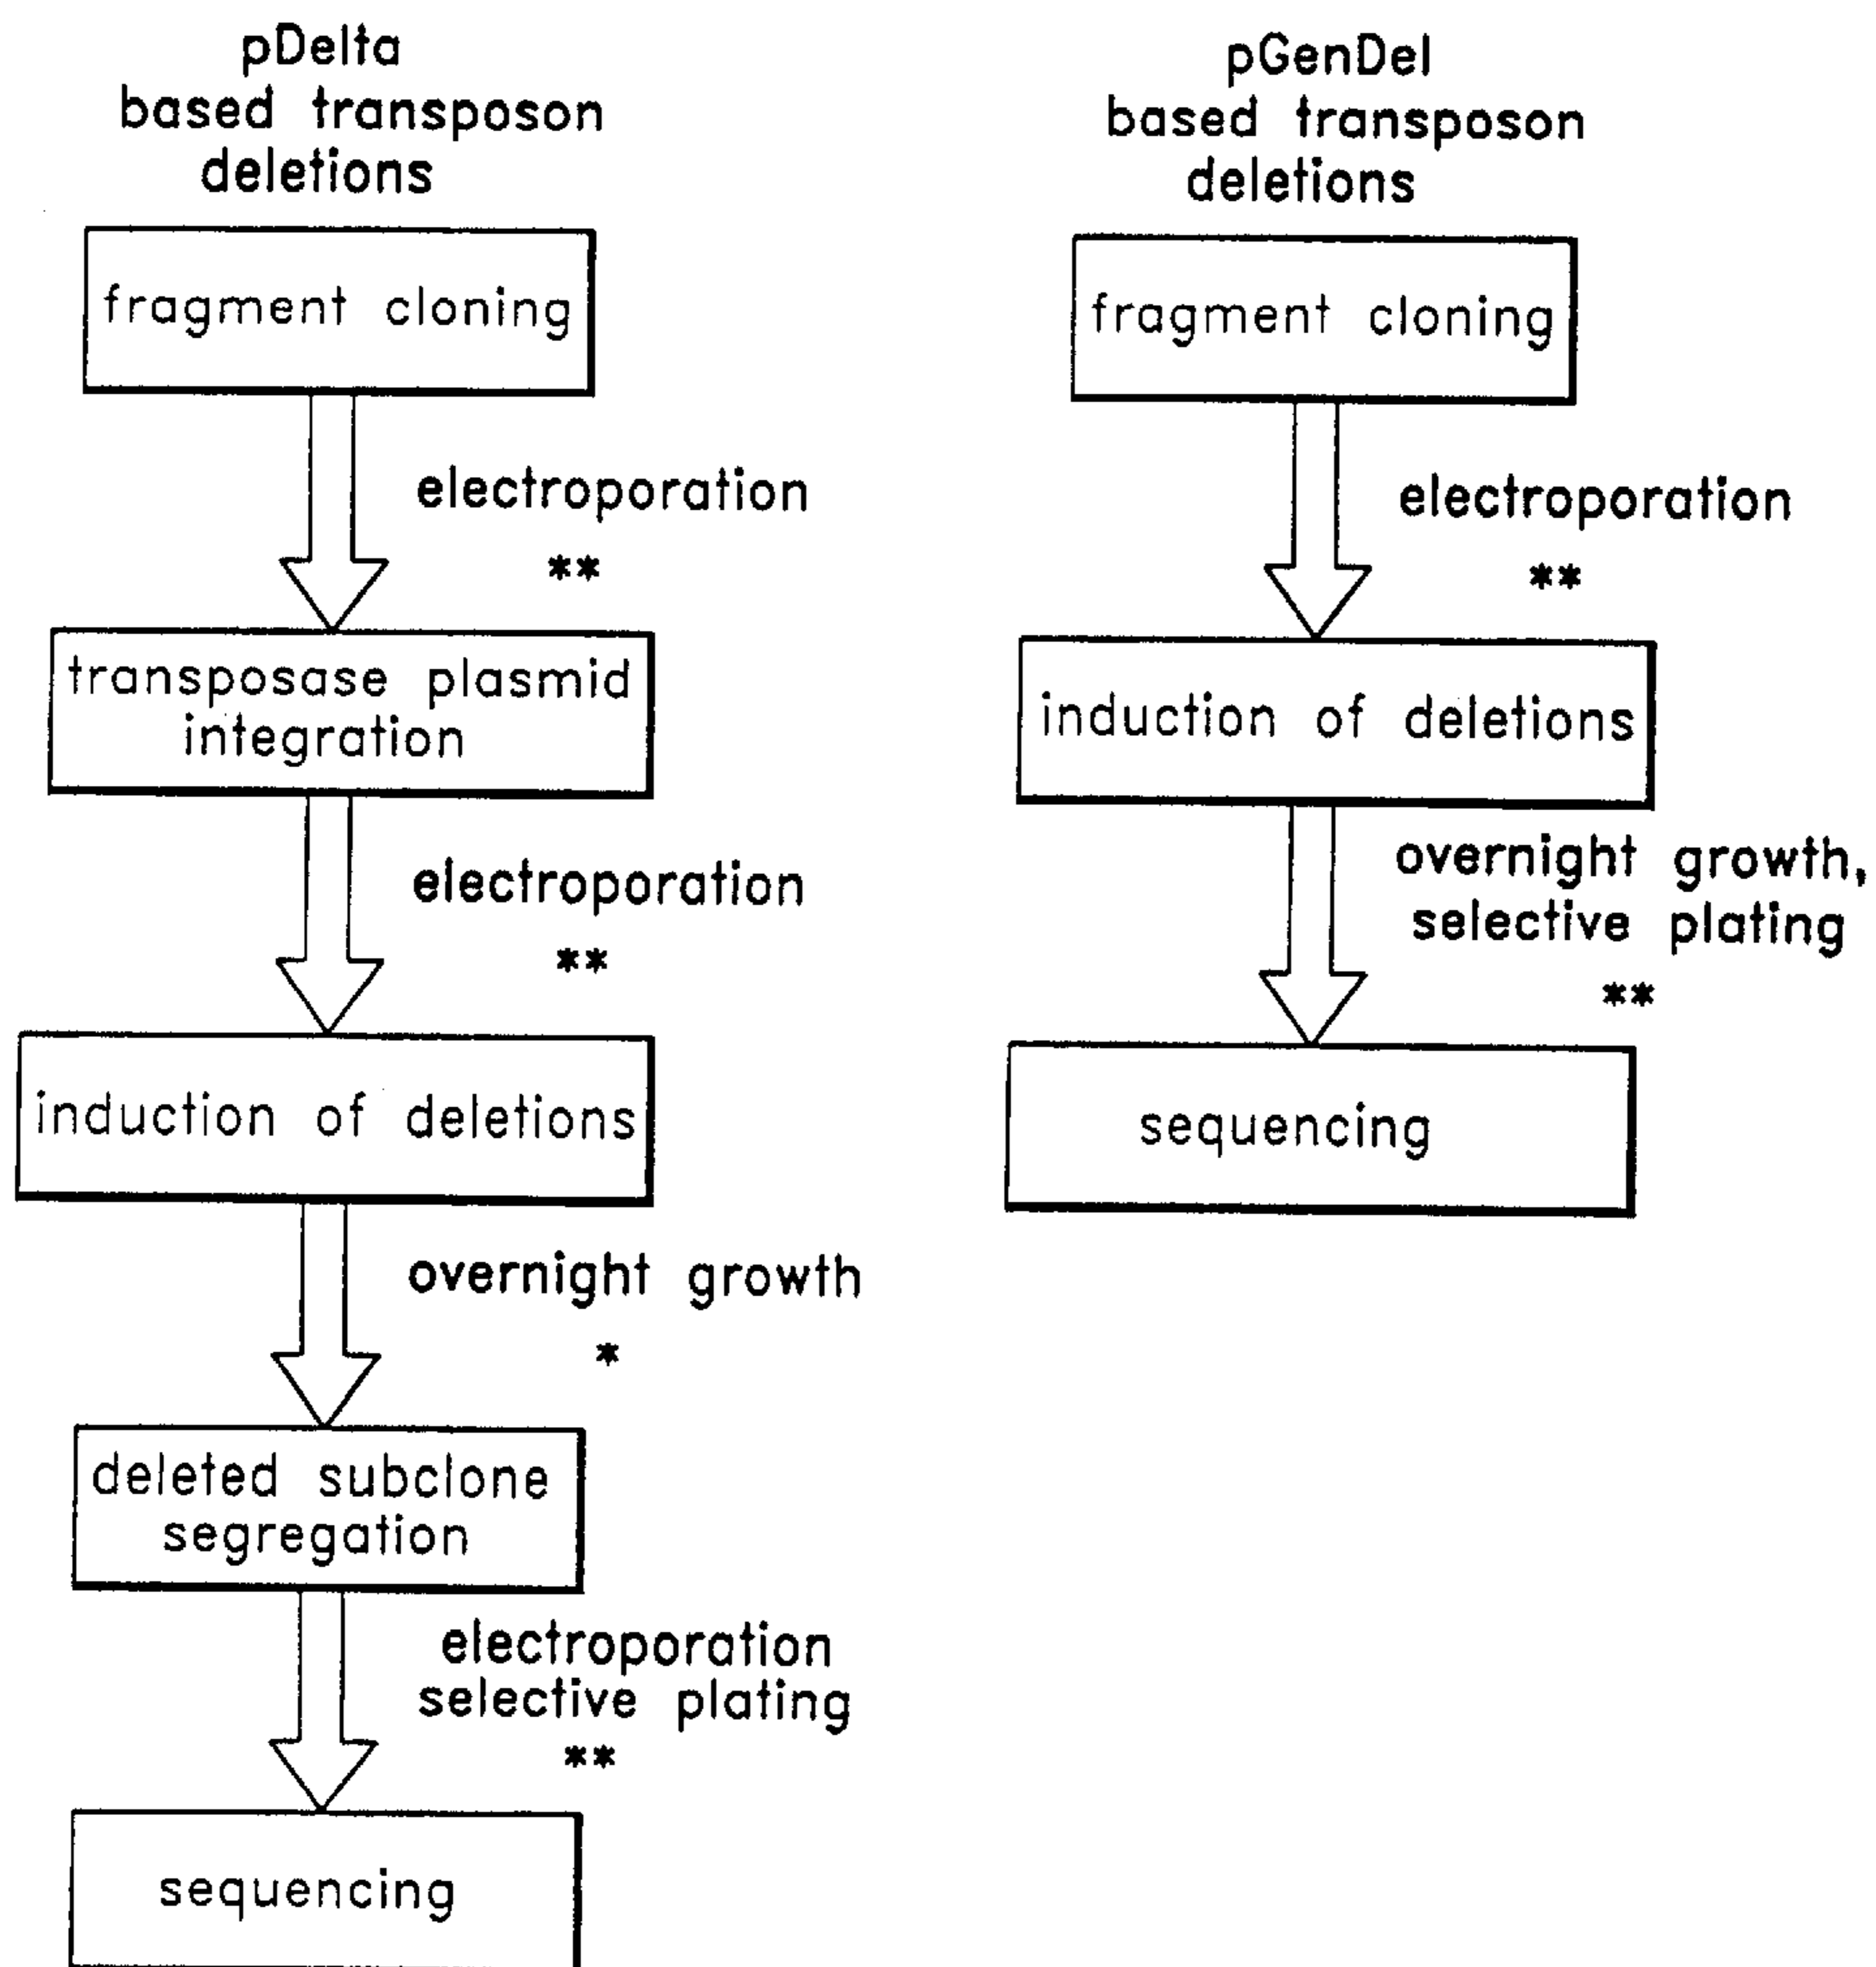 pDelta
based transposon
deletions
fragment cloning
electroporation
**
transposase plasmid
integration
electroporation
**
induction of deletions
overnight growth
*
deleted subclone
segregation
electroporation
selective plating
**
sequencing
pGenDel
based transposon
deletions
fragment cloning
electroporation
**
induction of deletions
overnight growth,
selective plating
**
sequencing